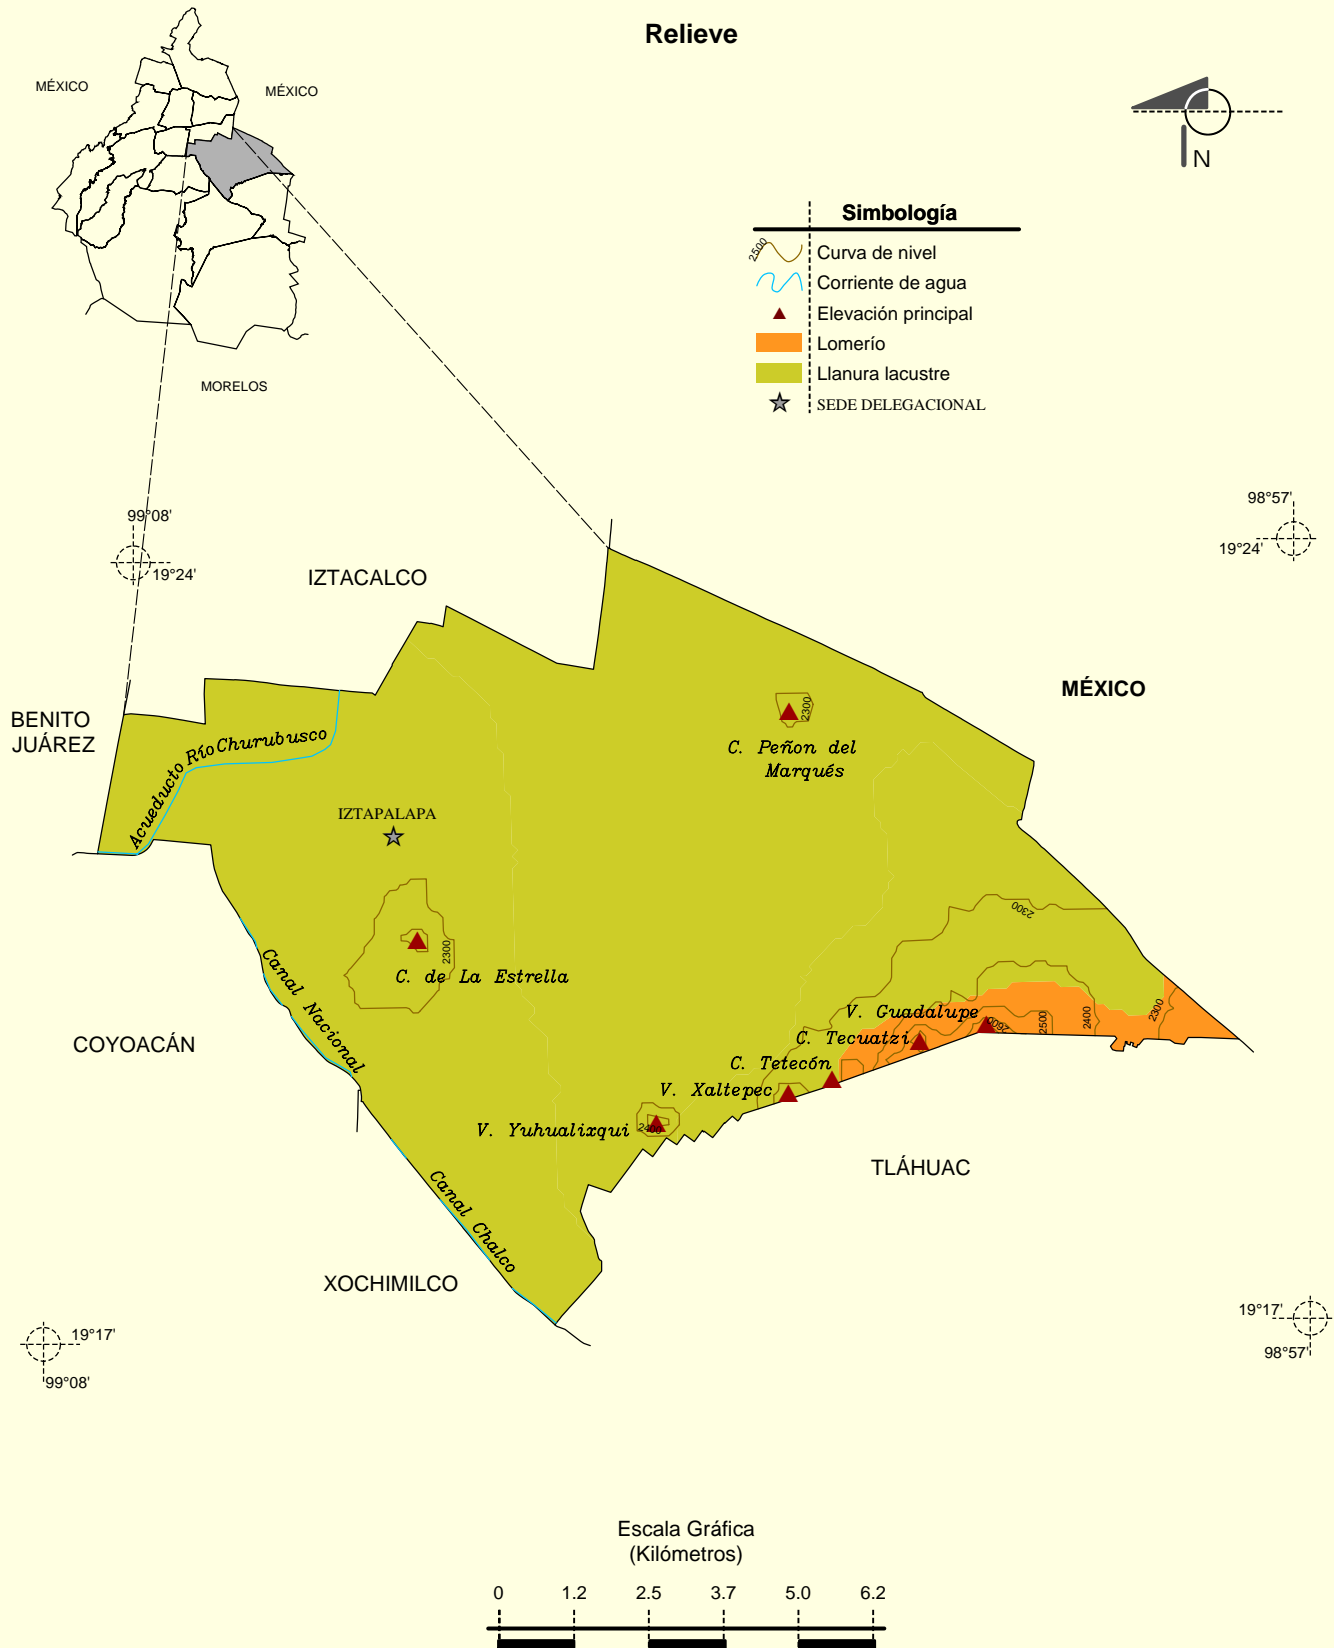 Relieve
MÉXICO
MÉXICO
MORELOS
N
Simbología
2500
Curva de nivel
Corriente de agua
Elevación principal
Lomerío
Llanura lacustre
SEDE DELEGACIONAL
99°08'
19°24'
98°57'
19°24'
IZTACALCO
BENITO
JUÁREZ
MÉXICO
Acueducto Río Churubusco
2300
C. Peñon del
Marqués
IZTAPALAPA
2300
C. de La Estrella
2300
Canal Nacional
COYOACÁN
V. Guadalupe
2600
2500
2400
2300
C. Tecuatzi
C. Tetecón
V. Xaltepec
V. Yuhualixqui
2400
TLÁHUAC
Canal Chalco
XOCHIMILCO
19°17'
99°08'
19°17'
98°57'
Escala Gráfica
(Kilómetros)
0 1.2 2.5 3.7 5.0 6.2